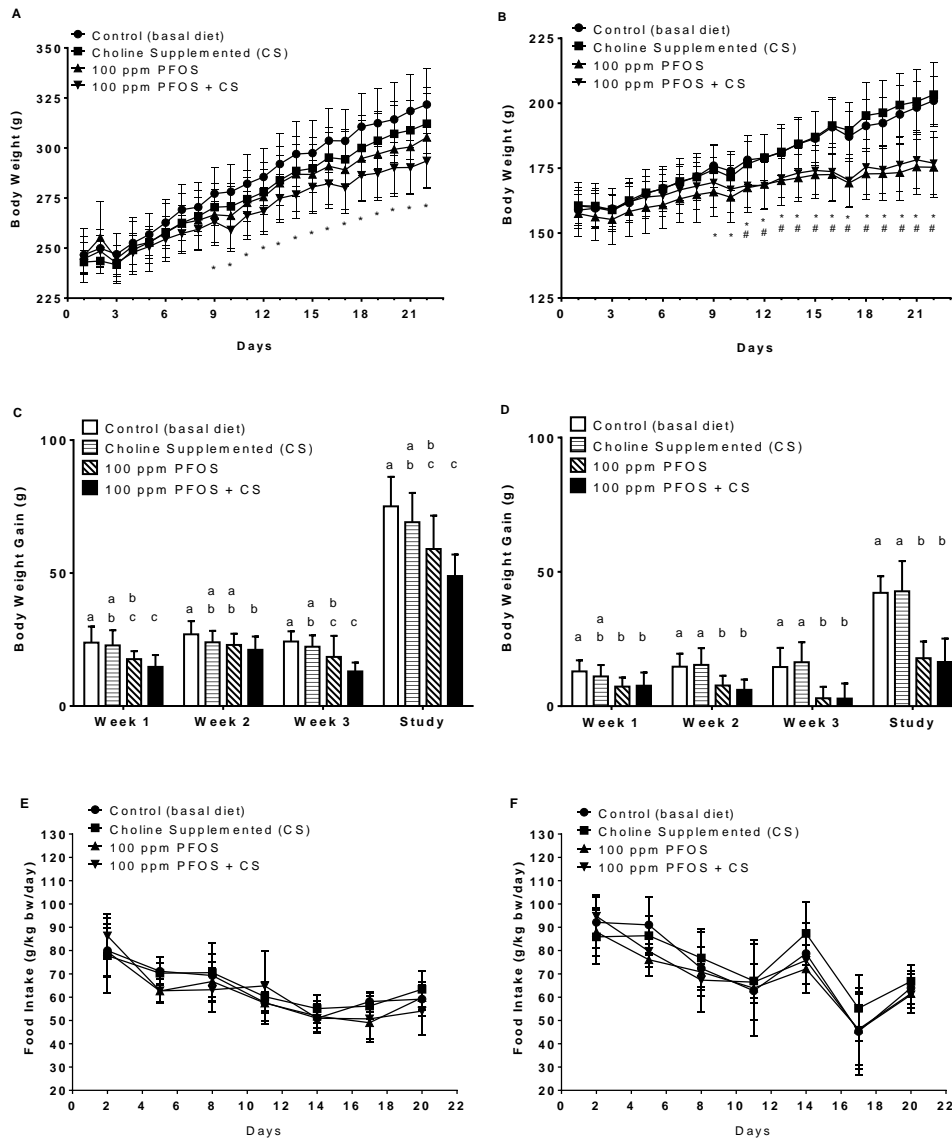 A
Control (basal diet)
Choline Supplemented (CS)
100 ppm PFOS
100 ppm PFOS + CS
Body Weight (g)
350
325
300
275
250
225
* * * * * * * * * * * * * *
0 3 6 9 12 15 18 21
Days
B
Control (basal diet)
Choline Supplemented (CS)
100 ppm PFOS
100 ppm PFOS + CS
Body Weight (g)
225
200
175
150
125
* * * * * * * * * * * * * *
# # # # # # # # # # # #
0 3 6 9 12 15 18 21
Days
C
Control (basal diet)
Choline Supplemented (CS)
100 ppm PFOS
100 ppm PFOS + CS
Body Weight Gain (g)
100
50
0
a b
a b c c
a b
a b c c
a a
a b a b
a b
a b c c
Week 1 Week 2 Week 3 Study
D
Control (basal diet)
Choline Supplemented (CS)
100 ppm PFOS
100 ppm PFOS + CS
Body Weight Gain (g)
100
50
0
a a b b
a
a b b b
a a b b
a a b b
Week 1 Week 2 Week 3 Study
E
Control (basal diet)
Choline Supplemented (CS)
100 ppm PFOS
100 ppm PFOS + CS
Food Intake (g/kg bw/day)
130
120
110
100
90
80
70
60
50
40
30
20
0 2 4 6 8 10 12 14 16 18 20 22
Days
F
Control (basal diet)
Choline Supplemented (CS)
100 ppm PFOS
100 ppm PFOS + CS
Food Intake (g/kg bw/day)
130
120
110
100
90
80
70
60
50
40
30
20
0 2 4 6 8 10 12 14 16 18 20 22
Days